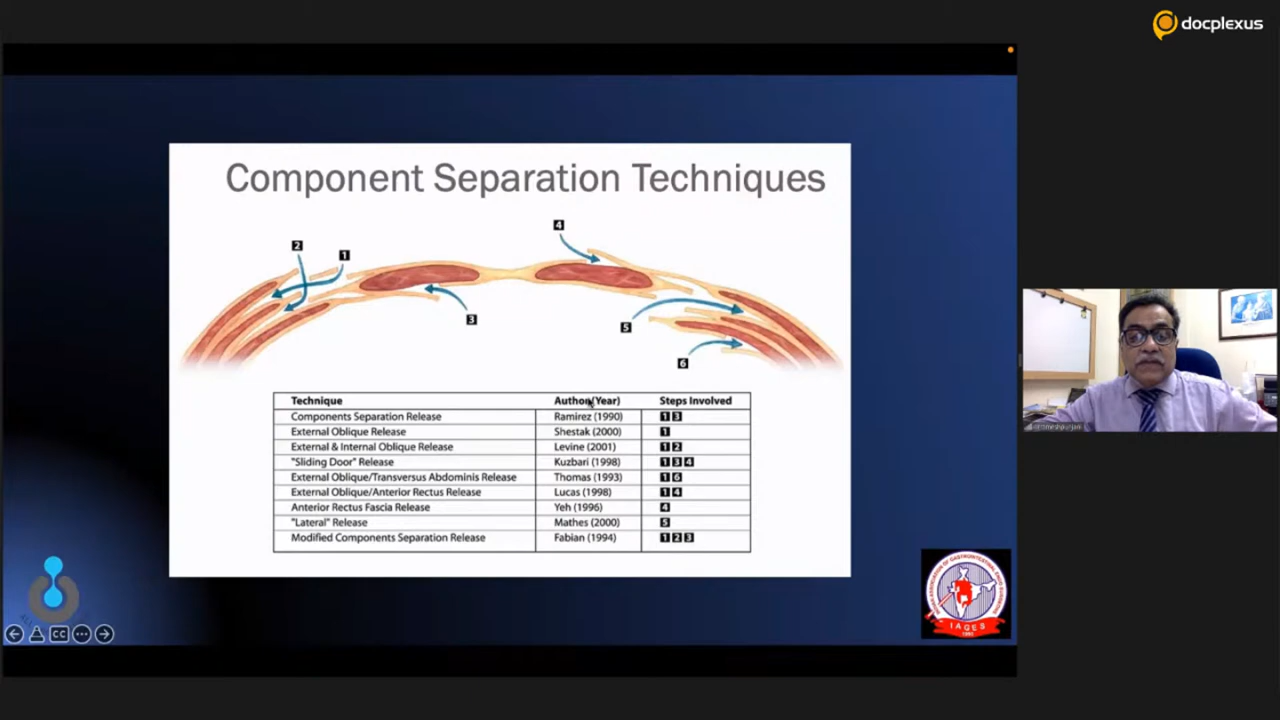 docplexus
Component Separation Techniques
4
2
1
3
5
6
Technique Author (Year) Steps Involved
Components Separation Release Ramirez (1990) 1 3
External Oblique Release Shestak (2000) 1
External & Internal Oblique Release Levine (2001) 1 2
"Sliding Door" Release Kuzbari (1998) 1 3 4
External Oblique/Transversus Abdominis Release Thomas (1993) 1 6
External Oblique/Anterior Rectus Release Lucas (1998) 1 4
Anterior Rectus Fascia Release Yeh (1996) 4
"Lateral" Release Mathes (2000) 5
Modified Components Separation Release Fabian (1994) 1 2 3
CC
IAGES